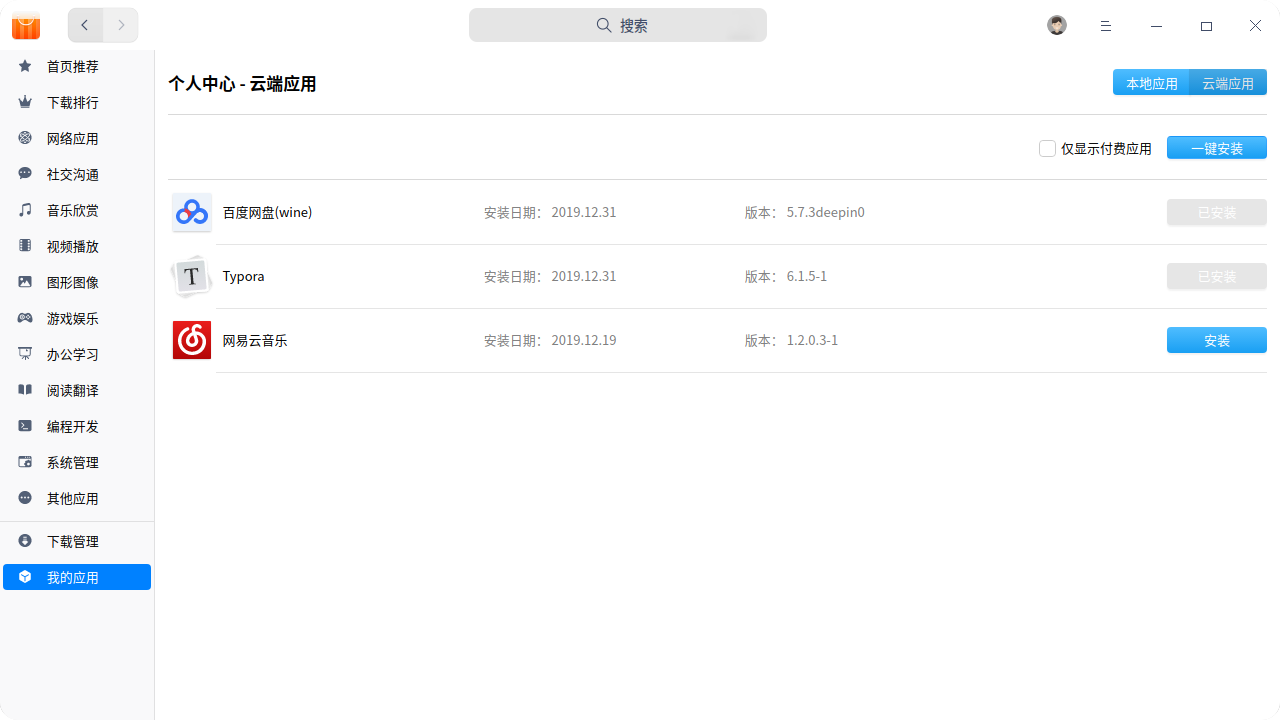 搜索
首页推荐
下载排行
网络应用
社交沟通
音乐欣赏
视频播放
图形图像
游戏娱乐
办公学习
阅读翻译
编程开发
系统管理
其他应用
下载管理
我的应用
个人中心 - 云端应用
本地应用 云端应用
仅显示付费应用 一键安装
百度网盘(wine) 安装日期： 2019.12.31 版本： 5.7.3deepin0 已安装
T Typora 安装日期： 2019.12.31 版本： 6.1.5-1 已安装
网易云音乐 安装日期： 2019.12.19 版本： 1.2.0.3-1 安装